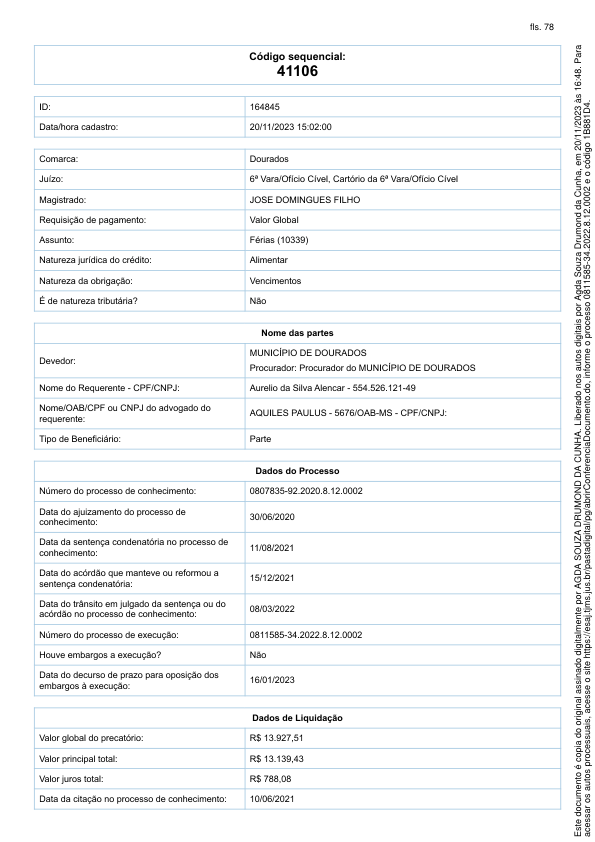 fls. 78
Código sequencial:
41106
ID: 164845
Data/hora cadastro: 20/11/2023 15:02:00
Comarca: Dourados
Juízo: 6ª Vara/Ofício Cível, Cartório da 6ª Vara/Ofício Cível
Magistrado: JOSE DOMINGUES FILHO
Requisição de pagamento: Valor Global
Assunto: Férias (10339)
Natureza jurídica do crédito: Alimentar
Natureza da obrigação: Vencimentos
É de natureza tributária? Não
Nome das partes
Devedor: MUNICÍPIO DE DOURADOS
Procurador: Procurador do MUNICÍPIO DE DOURADOS
Nome do Requerente - CPF/CNPJ: Aurelio da Silva Alencar - 554.526.121-49
Nome/OAB/CPF ou CNPJ do advogado do
requerente: AQUILES PAULUS - 5676/OAB-MS - CPF/CNPJ:
Tipo de Beneficiário: Parte
Dados do Processo
Número do processo de conhecimento: 0807835-92.2020.8.12.0002
Data do ajuizamento do processo de
conhecimento: 30/06/2020
Data da sentença condenatória no processo de
conhecimento: 11/08/2021
Data do acórdão que manteve ou reformou a
sentença condenatória: 15/12/2021
Data do trânsito em julgado da sentença ou do
acórdão no processo de conhecimento: 08/03/2022
Número do processo de execução: 0811585-34.2022.8.12.0002
Houve embargos a execução? Não
Data do decurso de prazo para oposição dos
embargos à execução: 16/01/2023
Dados de Liquidação
Valor global do precatório: R$ 13.927,51
Valor principal total: R$ 13.139,43
Valor juros total: R$ 788,08
Data da citação no processo de conhecimento: 10/06/2021
Este documento é copia do original assinado digitalmente por AGDA SOUZA DRUMOND DA CUNHA. Liberado nos autos digitais por Agda Souza Drumond da Cunha, em 20/11/2023 às 16:48. Para
acessar os autos processuais, acesse o site https://esaj.tjms.jus.br/pastadigital/pg/abrirConferenciaDocumento.do, informe o processo 0811585-34.2022.8.12.0002 e o código 1B881D4.